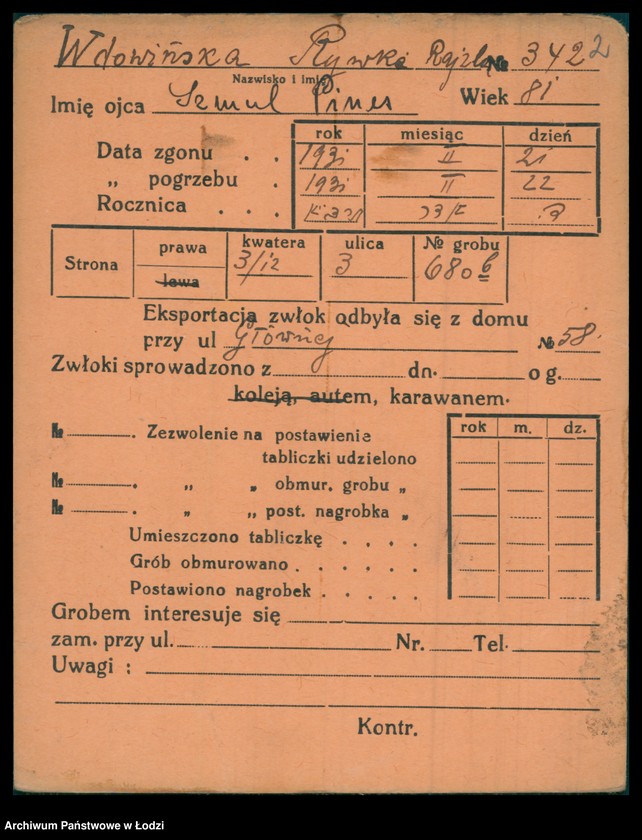 Wdowińska Rywka Rajzla № 3422
Nazwisko i Imię
Imię ojca Semul Pines Wiek 81
rok miesiąc dzień
Data zgonu . . 1931 II 21
„ pogrzebu . 1931 II 22
Rocznica . . .
Strona prawa lewa kwatera 3/12 ulica 3 № grobu 680 b
Eksportacja zwłok odbyła się z domu
przy ul Głównej № 58
Zwłoki sprowadzono z dn. o g.
koleją, autem, karawanem.
rok m. dz.
№ . Zezwolenie na postawienie
tabliczki udzielono
№ . „ „ obmur. grobu „
№ . „ „ post. nagrobka „
Umieszczono tabliczkę . . . .
Grób obmurowano . . . . . .
Postawiono nagrobek . . . . .
Grobem interesuje się
zam. przy ul. Nr. Tel.
Uwagi :
Kontr.
Archiwum Państwowe w Łodzi